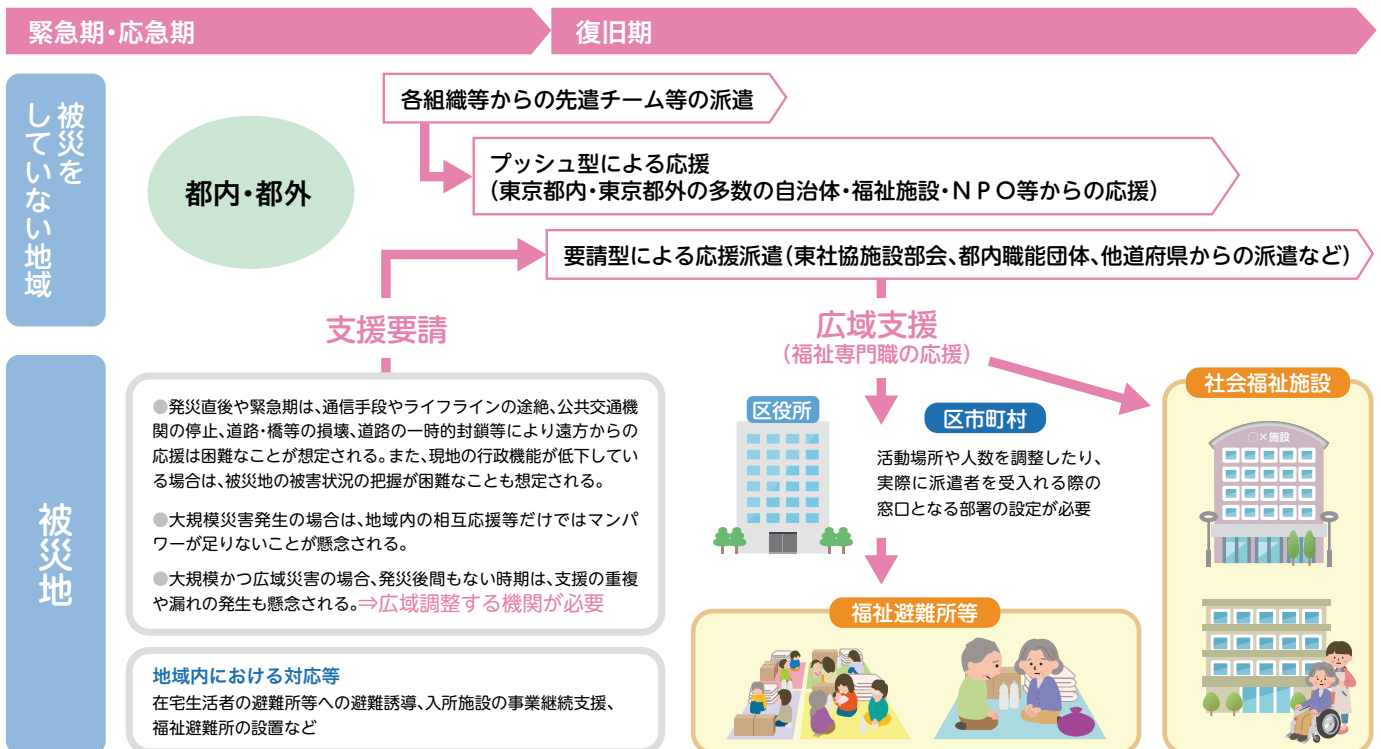 緊急期・応急期
復旧期
被災を
していない地域
都内・都外
各組織等からの先遣チーム等の派遣
プッシュ型による応援
(東京都内・東京都外の多数の自治体・福祉施設・NPO等からの応援)
要請型による応援派遣(東社協施設部会、都内職能団体、他道府県からの派遣など)
支援要請
広域支援
(福祉専門職の応援)
被災地
●発災直後や緊急期は、通信手段やライフラインの途絶、公共交通機
関の停止、道路・橋等の損壊、道路の一時的封鎖等により遠方からの
応援は困難なことが想定される。また、現地の行政機能が低下してい
る場合は、被災地の被害状況の把握が困難なことも想定される。
●大規模災害発生の場合は、地域内の相互応援等だけではマンパ
ワーが足りないことが懸念される。
●大規模かつ広域災害の場合、発災後間もない時期は、支援の重複
や漏れの発生も懸念される。⇒広域調整する機関が必要
地域内における対応等
在宅生活者の避難所等への避難誘導、入所施設の事業継続支援、
福祉避難所の設置など
区役所
区市町村
活動場所や人数を調整したり、
実際に派遣者を受入れる際の
窓口となる部署の設定が必要
福祉避難所等
社会福祉施設
○×施設